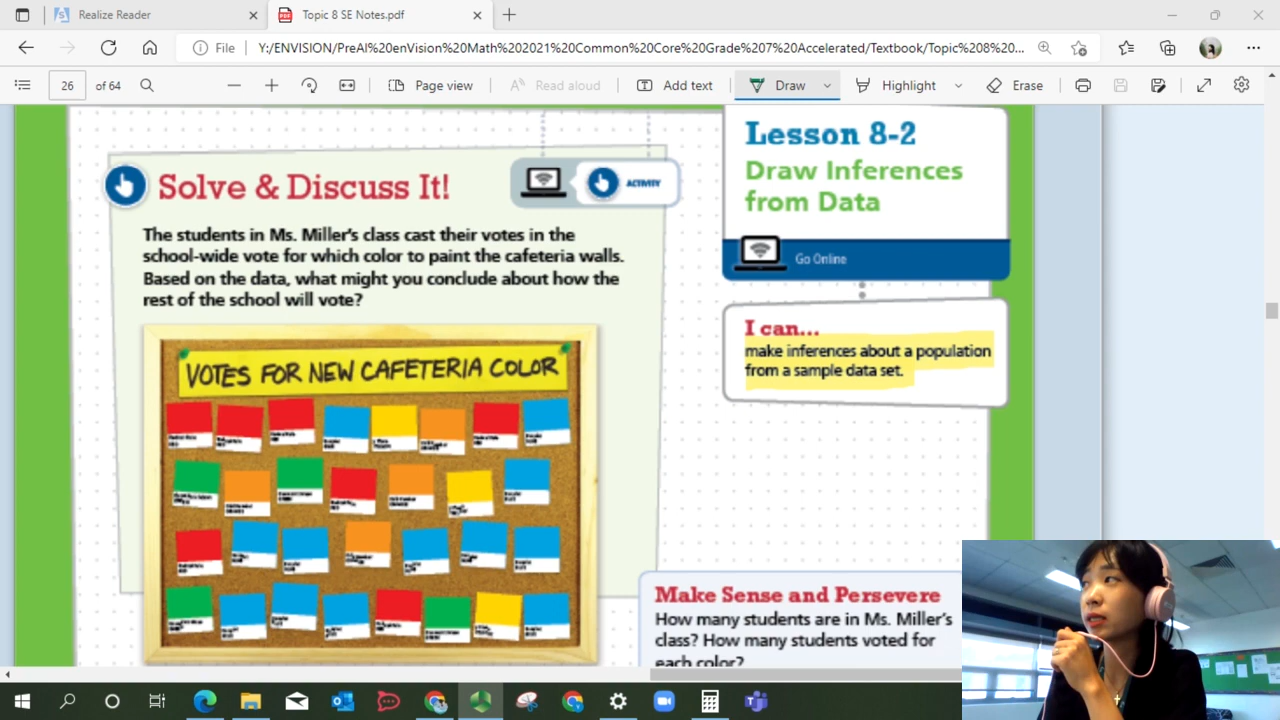 Realize Reader
Topic 8 SE Notes.pdf
File
Y:/ENVISION/PreAI%20enVision%20Math%202021%20Common%20Core%20Grade%207%20Accelerated/Textbook/Topic%208%20...
26
of 64
Page view
Read aloud
Add text
Draw
Highlight
Erase
Solve & Discuss It!
ACTIVITY
The students in Ms. Miller's class cast their votes in the
school-wide vote for which color to paint the cafeteria walls.
Based on the data, what might you conclude about how the
rest of the school will vote?
VOTES FOR NEW CAFETERIA COLOR
Lesson 8-2
Draw Inferences
from Data
Go Online
I can...
make inferences about a population
from a sample data set.
Make Sense and Persevere
How many students are in Ms. Miller's
class? How many students voted for
each color?